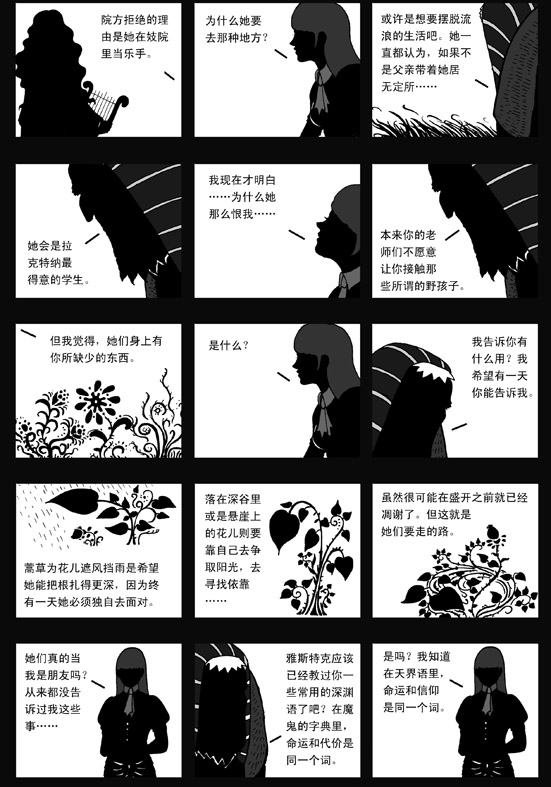 院方拒绝的理
由是她在妓院
里当乐手。
为什么她要
去那种地方？
或许是想要摆脱流
浪的生活吧。她一
直都认为，如果不
是父亲带着她居
无定所……
她会是拉
克特纳最
得意的学生。
我现在才明白
……为什么她
那么恨我……
本来你的老
师们不愿意
让你接触那
些所谓的野孩子。
但我觉得，她们身上有
你所缺少的东西。
是什么？
我告诉你有
什么用？我
希望有一天
你能告诉我。
蒿草为花儿遮风挡雨是希望
她能把根扎得更深，因为终
有一天她必须独自去面对。
落在深谷里
或是悬崖上
的花儿则要
靠自己去争
取阳光，去
寻找依靠
……
虽然很可能在盛开之前就已经
凋谢了。但这就是
她们要走的路。
她们真的当
我是朋友吗？
从来都没告
诉过我这些
事……
雅斯特克应该
已经教过你一
些常用的深渊
语了吧？在魔
鬼的字典里，
命运和代价是
同一个词。
是吗？我知道
在天界语里，
命运和信仰
是同一个词。